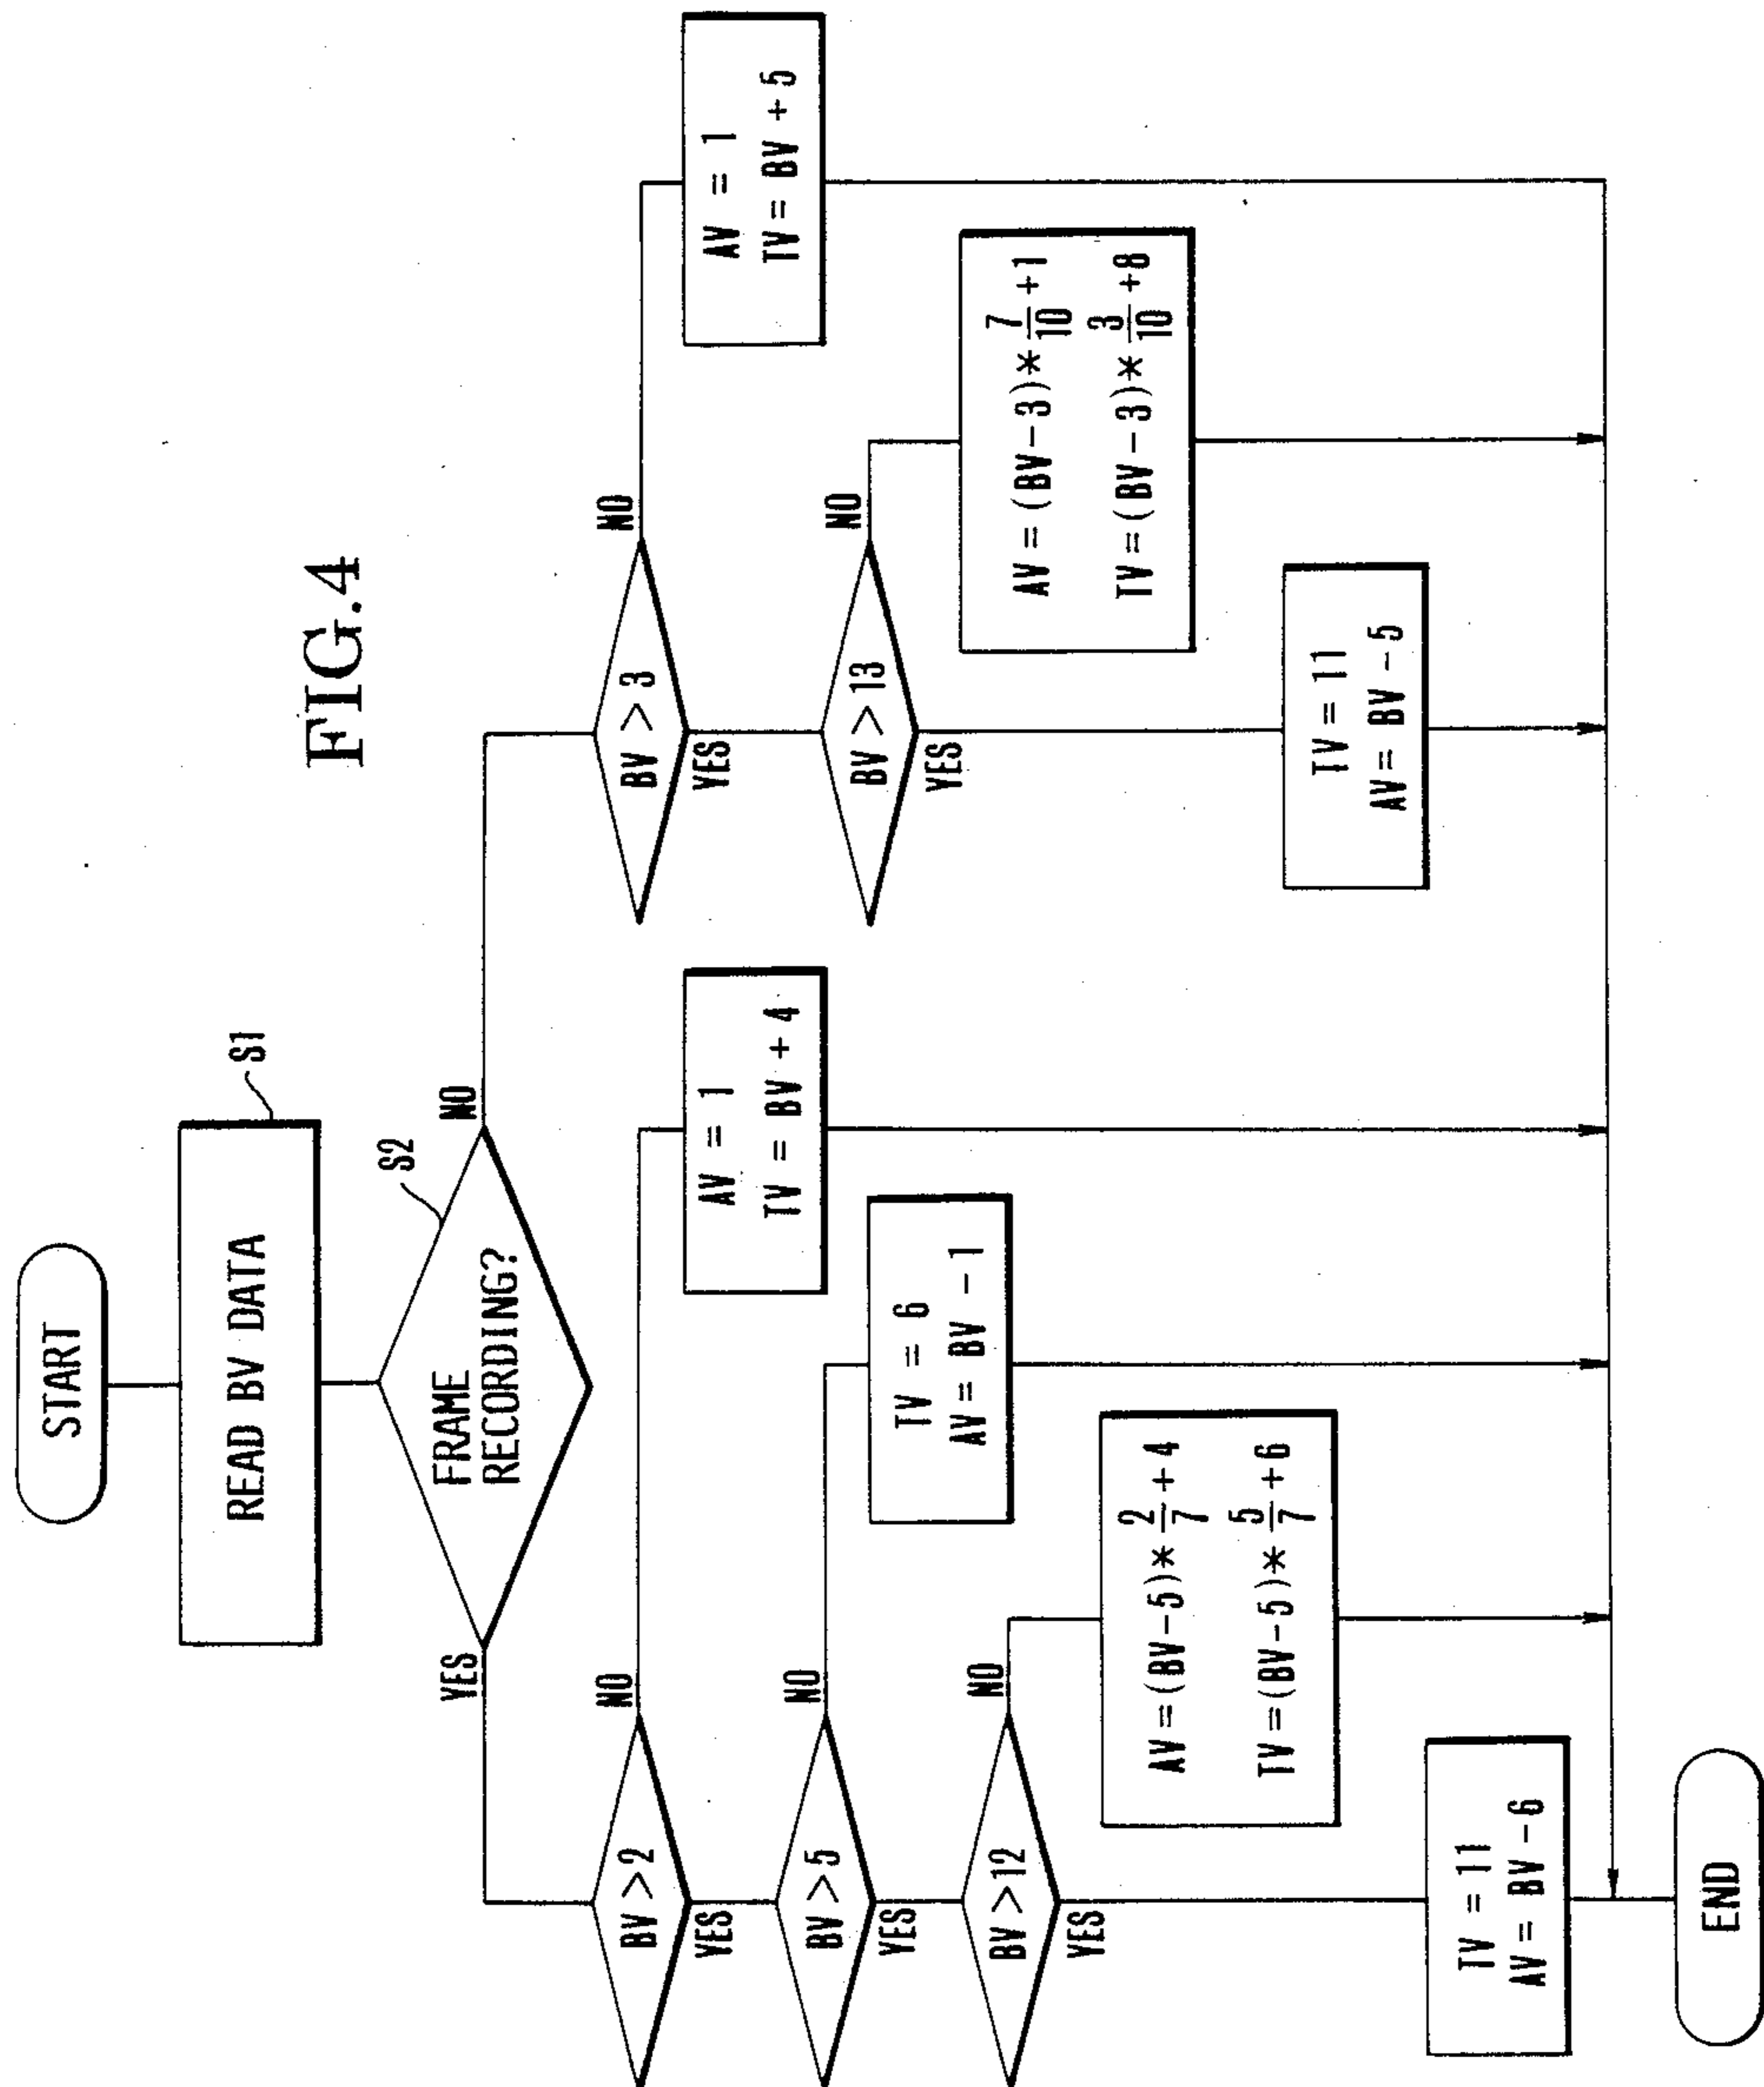 FIG.4
START
READ BV DATA
S1
S2
FRAME
RECORDING?
YES
NO
BV > 2
NO
YES
AV = 1
TV = BV + 4
BV > 5
NO
YES
TV = 6
AV = BV - 1
BV > 12
NO
YES
AV = (BV - 5) * 2/7 + 4
TV = (BV - 5) * 5/7 + 6
TV = 11
AV = BV - 6
BV > 3
NO
YES
AV = 1
TV = BV + 5
BV > 13
NO
YES
AV = (BV - 3) * 7/10 + 1
TV = (BV - 3) * 3/10 + 8
TV = 11
AV = BV - 5
END